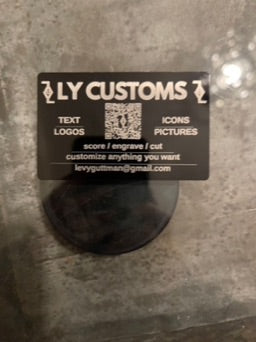 LY CUSTOMS
TEXT
LOGOS
ICONS
PICTURES
score / engrave / cut
customize anything you want
levyguttman@gmail.com